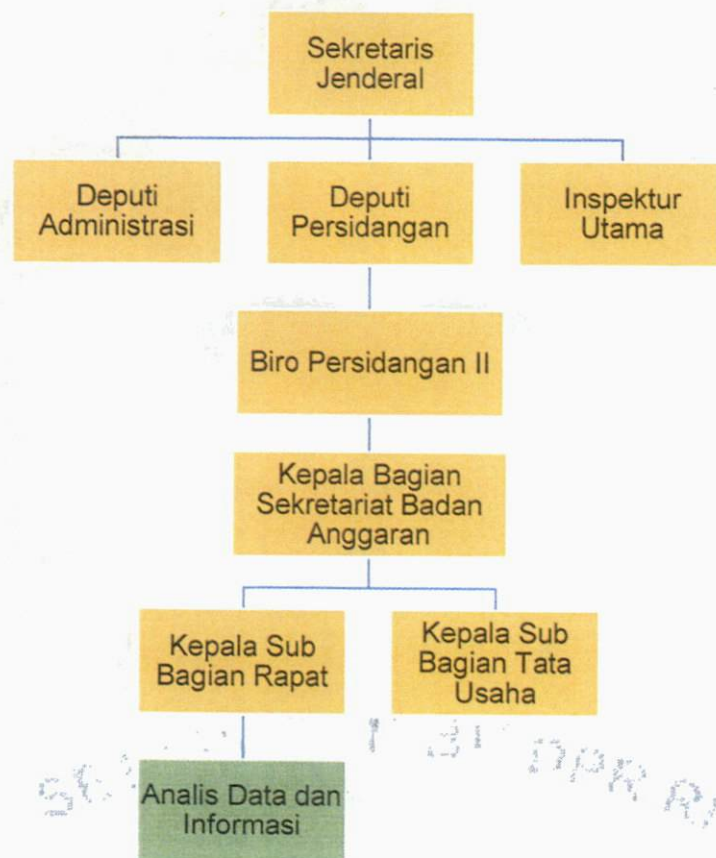 Sekretaris
Jenderal
Deputi
Administrasi
Deputi
Persidangan
Inspektur
Utama
Biro Persidangan II
Kepala Bagian
Sekretariat Badan
Anggaran
Kepala Sub
Bagian Rapat
Kepala Sub
Bagian Tata
Usaha
Analis Data dan
Informasi